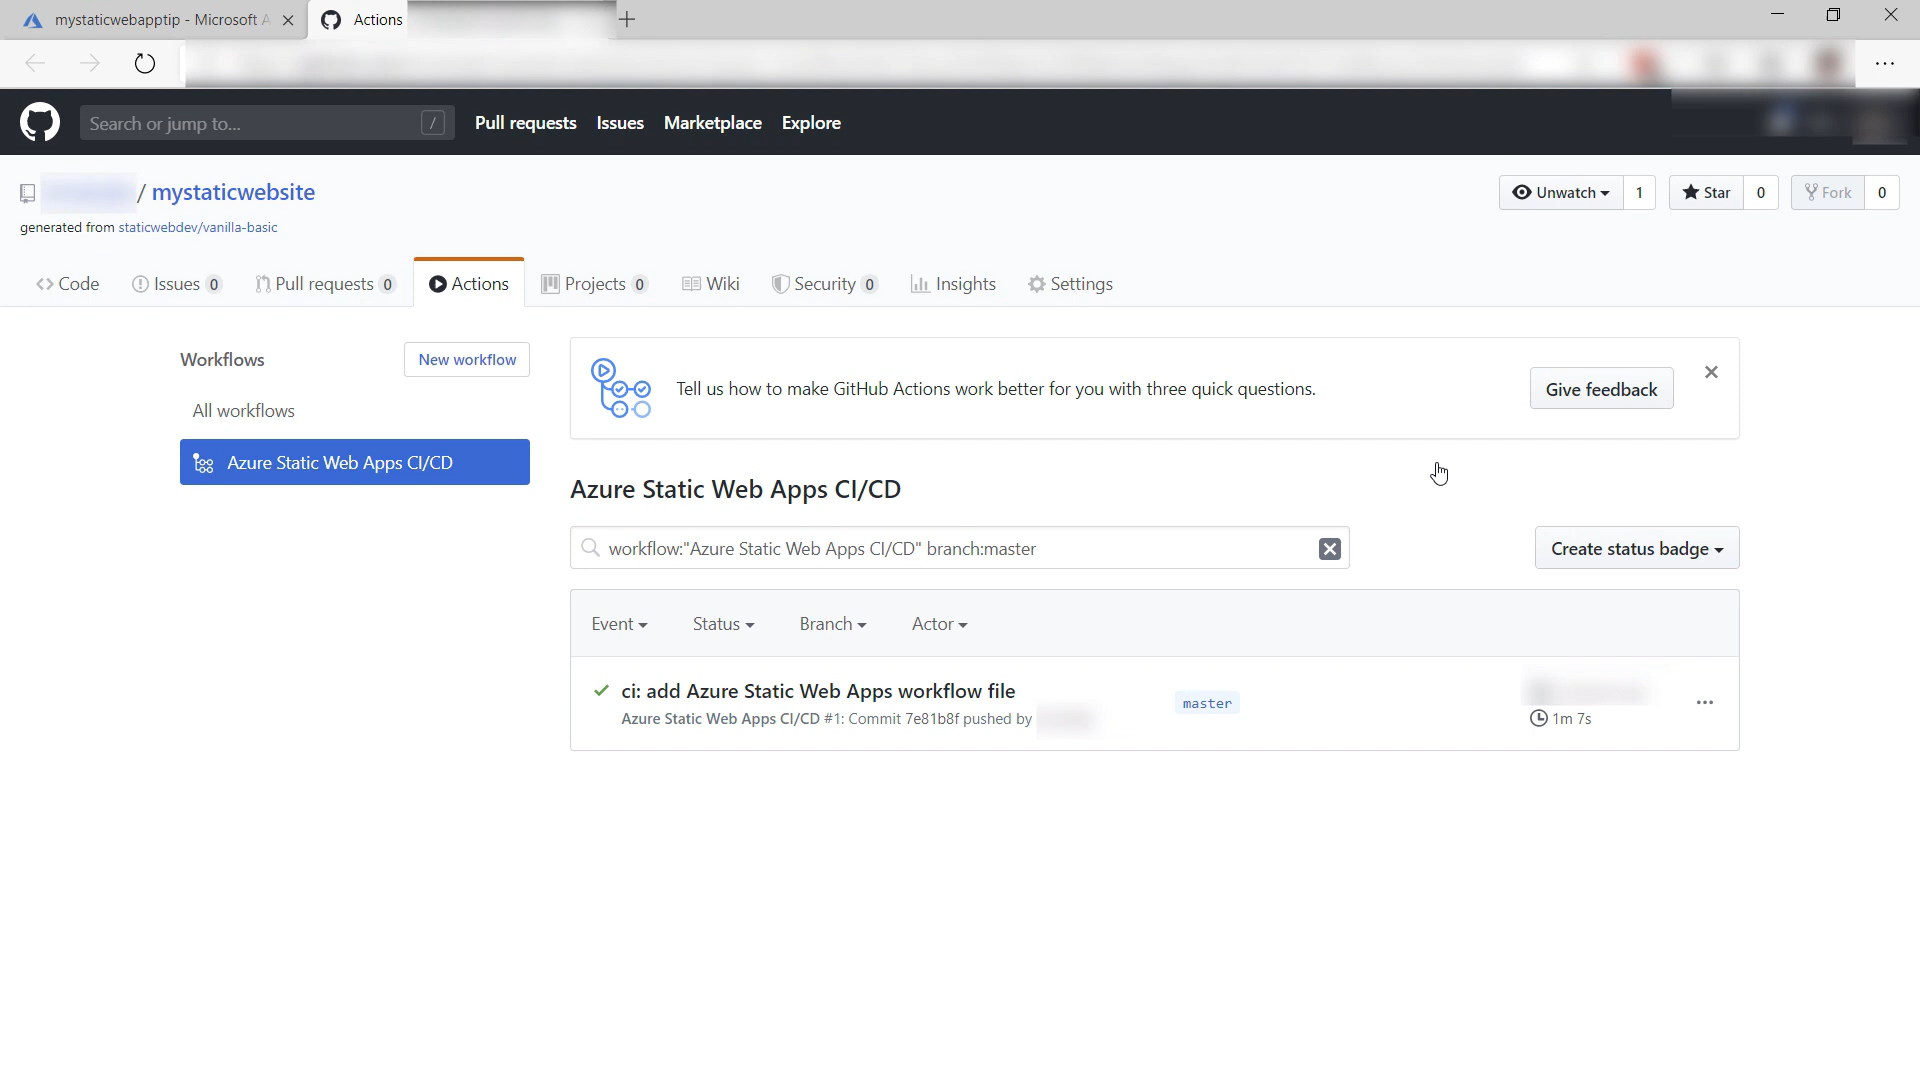 mystaticwebapptip - Microsoft A
Actions
Search or jump to...
/
Pull requests Issues Marketplace Explore
/ mystaticwebsite
Unwatch 1 Star 0 Fork 0
generated from staticwebdev/vanilla-basic
<> Code Issues 0 Pull requests 0 Actions Projects 0 Wiki Security 0 Insights Settings
Workflows
New workflow
All workflows
Azure Static Web Apps CI/CD
Tell us how to make GitHub Actions work better for you with three quick questions.
Give feedback
Azure Static Web Apps CI/CD
workflow:"Azure Static Web Apps CI/CD" branch:master
Create status badge
Event Status Branch Actor
ci: add Azure Static Web Apps workflow file
Azure Static Web Apps CI/CD #1: Commit 7e81b8f pushed by
master
1m 7s